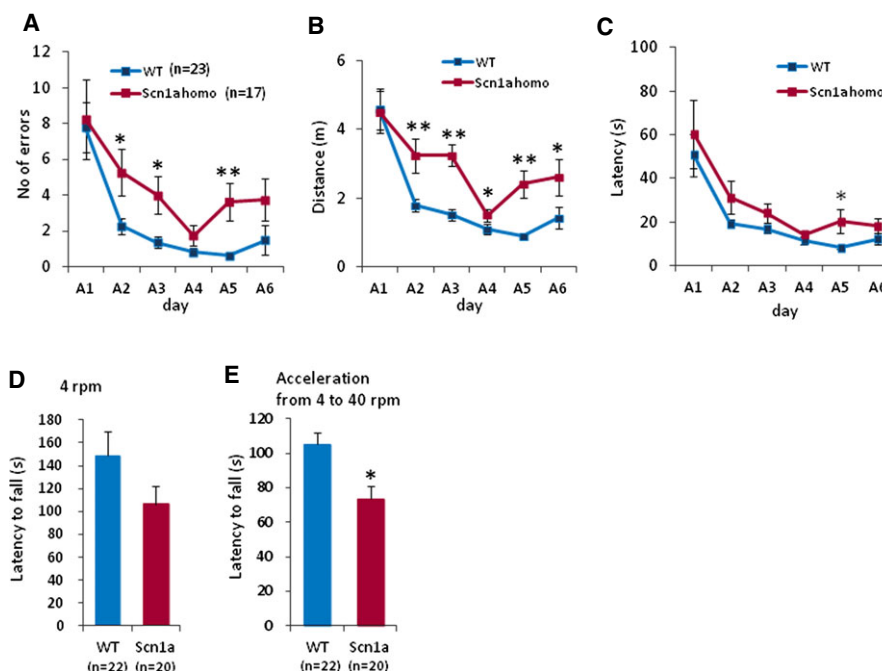 A
12
10
8
6
4
2
0
No of errors
WT (n=23)
Scn1ahomo (n=17)
*
*
**
A1 A2 A3 A4 A5 A6
day
B
6
4
2
0
Distance (m)
WT
Scn1ahomo
**
**
*
**
*
A1 A2 A3 A4 A5 A6
day
C
100
80
60
40
20
0
Latency (s)
WT
Scn1ahomo
*
A1 A2 A3 A4 A5 A6
day
D
4 rpm
180
160
140
120
100
80
60
40
20
0
Latency to fall (s)
WT Scn1a
(n=22) (n=20)
E
Acceleration
from 4 to 40 rpm
120
100
80
60
40
20
0
Latency to fall (s)
*
WT Scn1a
(n=22) (n=20)